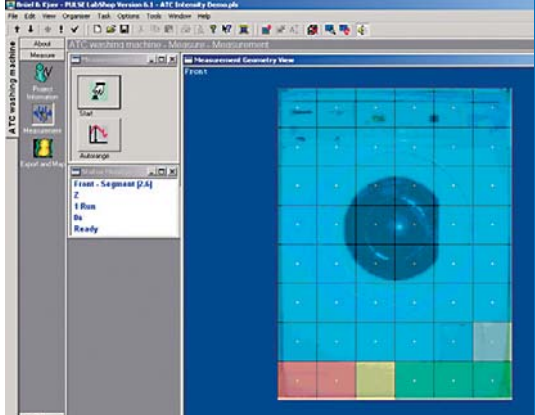 Brüel & Kjær - PULSE LabShop Version 6.1 - ATC Intensity Demo.pls
File Edit View Organiser Task Options Tools Window Help
ATC washing machine
About
Measure
Project
Information
Measurement
Export and Map
ATC washing machine - Measure - Measurement
Start
Autorange
Front - Segment [2,6]
Z
1 Run
0s
Ready
Measurement Geometry View
Front